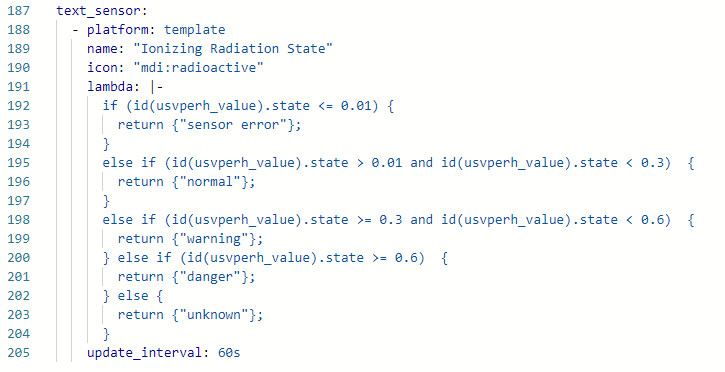 187 text_sensor:
188   - platform: template
189     name: "Ionizing Radiation State"
190     icon: "mdi:radioactive"
191     lambda: |-
192       if (id(usvperh_value).state <= 0.01) {
193         return {"sensor error"};
194       }
195       else if (id(usvperh_value).state > 0.01 and id(usvperh_value).state < 0.3)  {
196         return {"normal"};
197       }
198       else if (id(usvperh_value).state >= 0.3 and id(usvperh_value).state < 0.6)  {
199         return {"warning"};
200       } else if (id(usvperh_value).state >= 0.6)  {
201         return {"danger"};
202       } else {
203         return {"unknown"};
204       }
205     update_interval: 60s